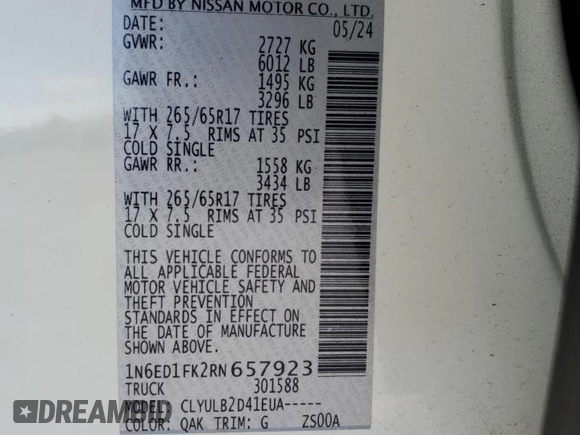 MFD BY NISSAN MOTOR CO., LTD.
DATE: 05/24
GVWR: 2727 KG
6012 LB
GAWR FR.: 1495 KG
3296 LB
WITH 265/65R17 TIRES
17 X 7.5 RIMS AT 35 PSI
COLD SINGLE
GAWR RR.: 1558 KG
3434 LB
WITH 265/65R17 TIRES
17 X 7.5 RIMS AT 35 PSI
COLD SINGLE
THIS VEHICLE CONFORMS TO
ALL APPLICABLE FEDERAL
MOTOR VEHICLE SAFETY AND
THEFT PREVENTION
STANDARDS IN EFFECT ON
THE DATE OF MANUFACTURE
SHOWN ABOVE.
1N6ED1FK2RN657923
TRUCK 301588
MODEL: CLYULB2D41EUA-----
COLOR: QAK TRIM: G ZS00A
DREAMBID